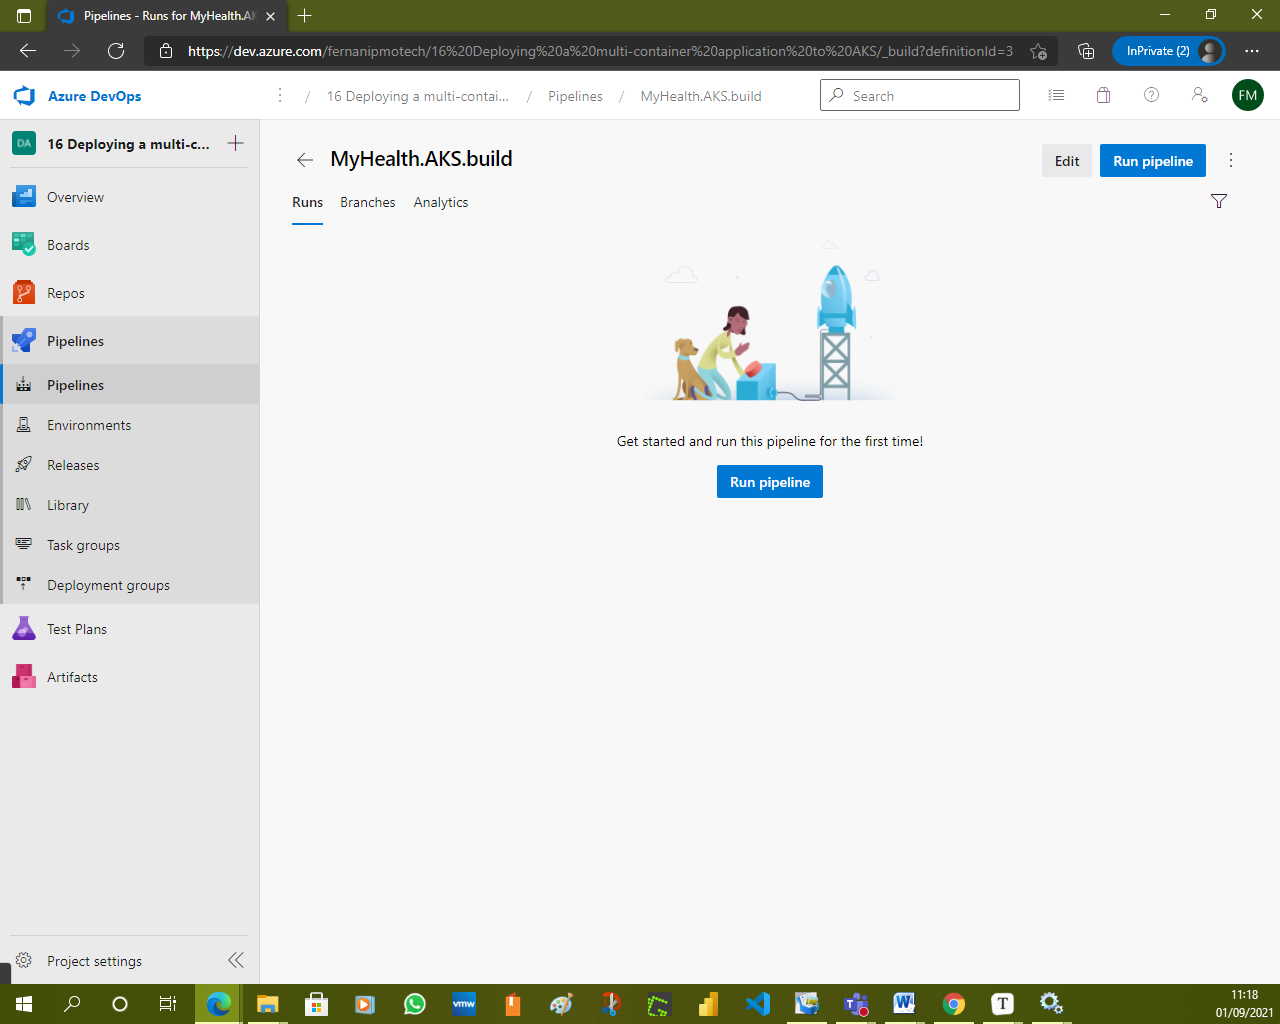 Pipelines - Runs for MyHealth.AK
https://dev.azure.com/fernanipmotech/16%20Deploying%20a%20multi-container%20application%20to%20AKS/_build?definitionId=3
InPrivate (2)
Azure DevOps
/ 16 Deploying a multi-contai... / Pipelines / MyHealth.AKS.build
Search
FM
DA
16 Deploying a multi-c...
Overview
Boards
Repos
Pipelines
Pipelines
Environments
Releases
Library
Task groups
Deployment groups
Test Plans
Artifacts
Project settings
MyHealth.AKS.build
Edit
Run pipeline
Runs
Branches
Analytics
Get started and run this pipeline for the first time!
Run pipeline
vmw
T
11:18
01/09/2021